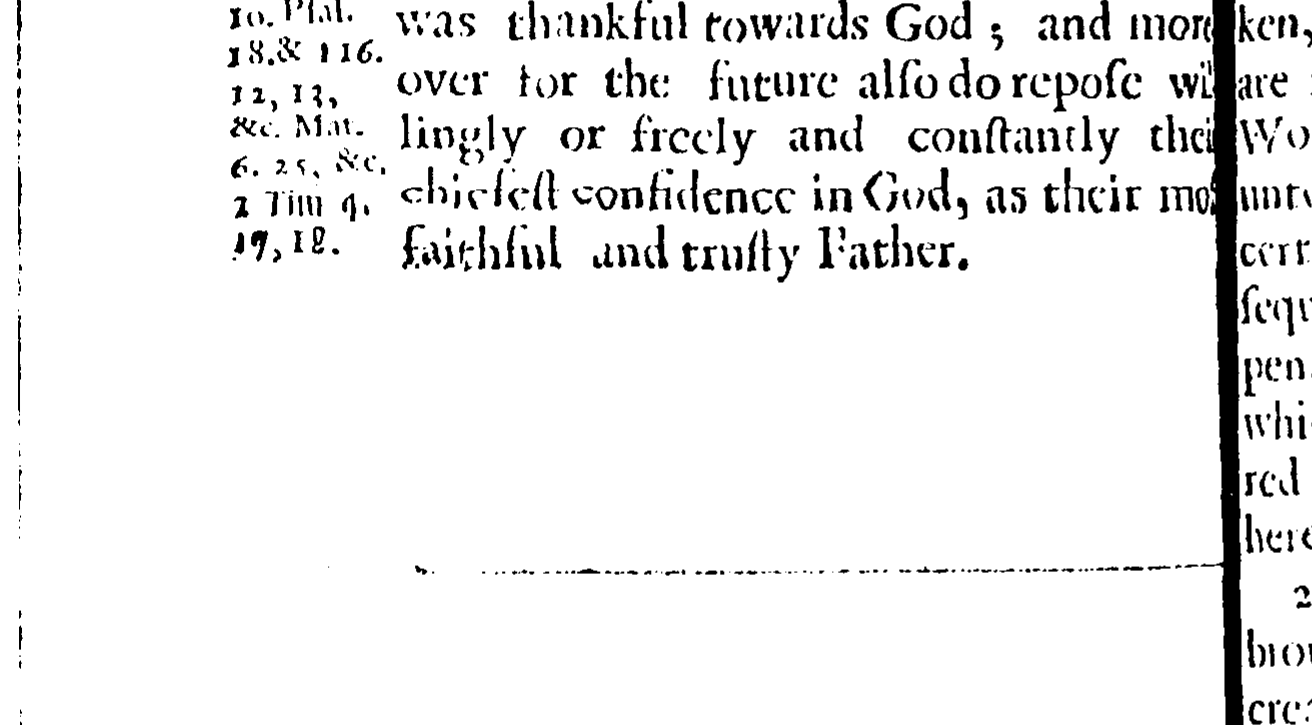 10. Psal.
18.& 116.
12, 13,
&c. Mat.
6. 25, &c.
2 Tim 4.
17, 18.
was thankful towards God ; and more
over for the future alſo do repoſe wil
lingly or freely and conſtantly thei
chiefeſt confidence in God, as their moſ
faithful and truſty Father.
ken,
are
Wo
unto
cert
ſequ
pen
whi
red
here
2
brou
crea